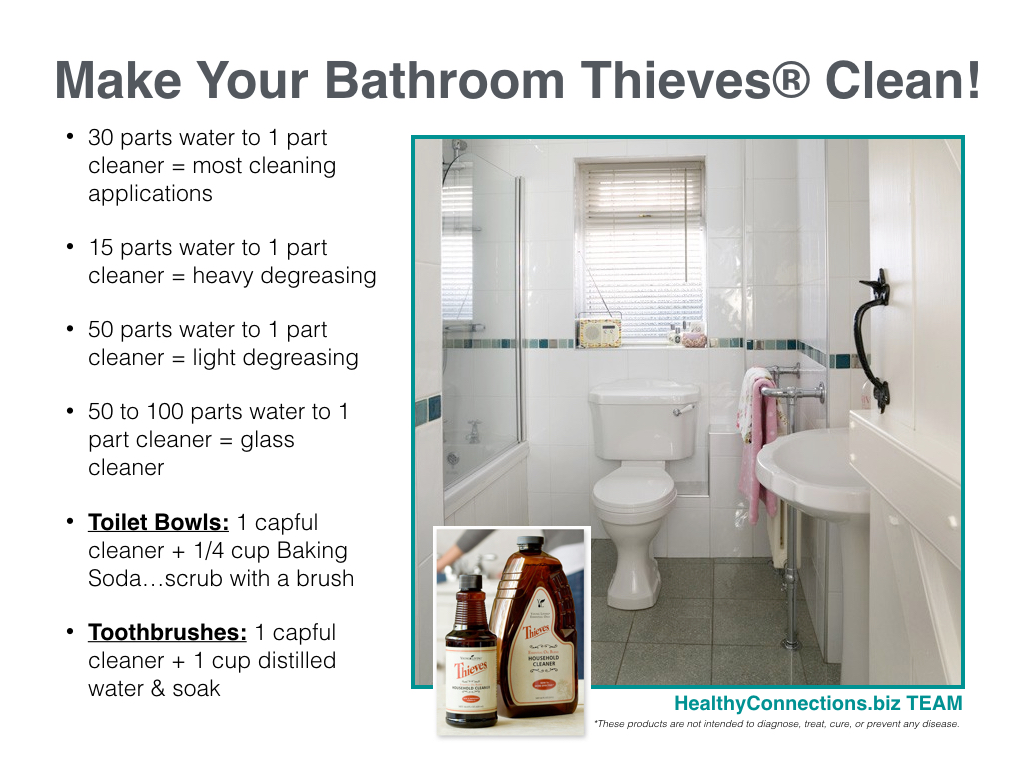 Make Your Bathroom Thieves® Clean!
• 30 parts water to 1 part
cleaner = most cleaning
applications
• 15 parts water to 1 part
cleaner = heavy degreasing
• 50 parts water to 1 part
cleaner = light degreasing
• 50 to 100 parts water to 1
part cleaner = glass
cleaner
• Toilet Bowls: 1 capful
cleaner + 1/4 cup Baking
Soda…scrub with a brush
• Toothbrushes: 1 capful
cleaner + 1 cup distilled
water & soak
Thieves
HOUSEHOLD CLEANER
Thieves
HOUSEHOLD
CLEANER
HealthyConnections.biz TEAM
*These products are not intended to diagnose, treat, cure, or prevent any disease.